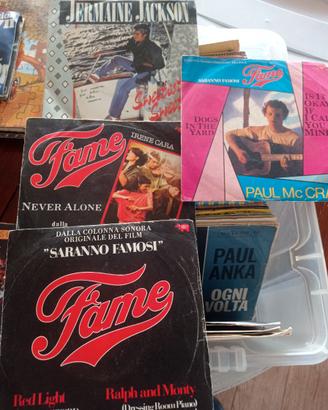 JERMAINE JACKSON
SARANNO FAMOSI
Fame
DOGS
IN THE
YARD
IS IT
OKAY
IF I
CALL
YOU
MINE
PAUL McCRA
Fame
IRENE CARA
NEVER ALONE
dalla
DALLA COLONNA SONORA
ORIGINALE DEL FILM
"SARANNO FAMOSI"
Fame
Red Light
Ralph and Monty
(Dressing Room Piano)
PAUL
ANKA
OGNI
VOLTA